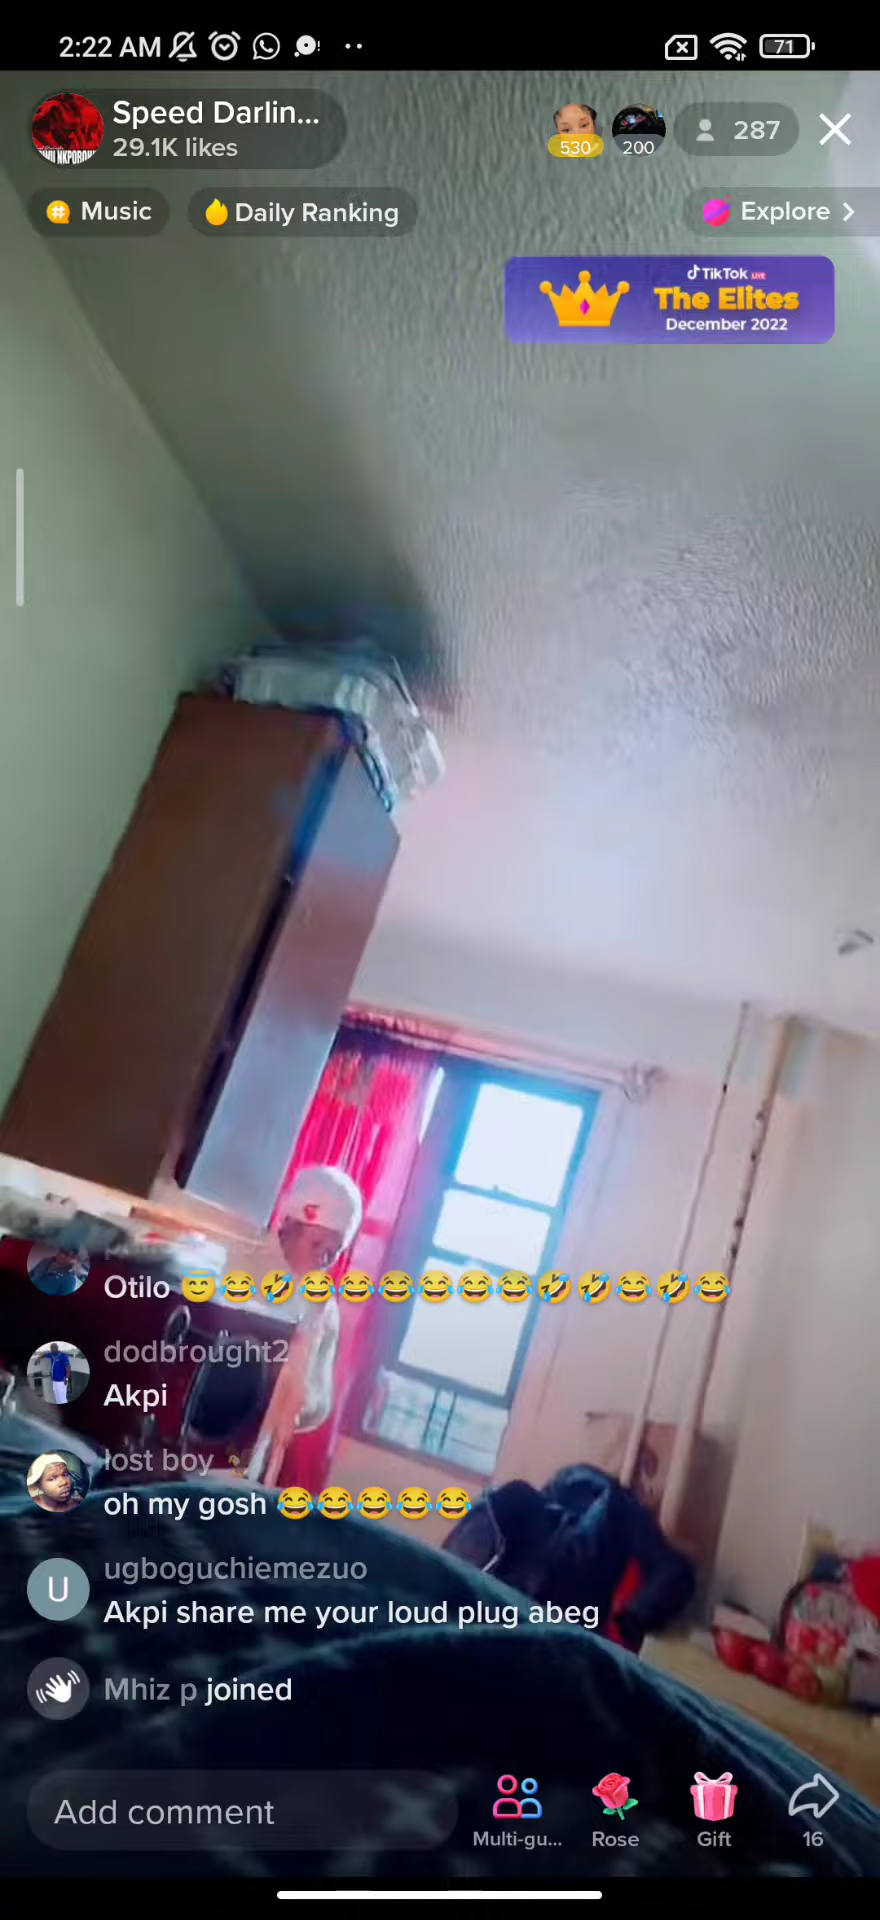 2:22 AM
71
Speed Darlin...
29.1K likes
530
200
287
Music
Daily Ranking
Explore
TikTok LIVE
The Elites
December 2022
Otilo 😇😂🤣😂😂😂😂😂😂🤣🤣😂🤣😂
dodbrought2
Akpi
lost boy
oh my gosh 😂😂😂😂😂
U
ugboguchiemezuo
Akpi share me your loud plug abeg
Mhiz p joined
Add comment
Multi-gu...
Rose
Gift
16